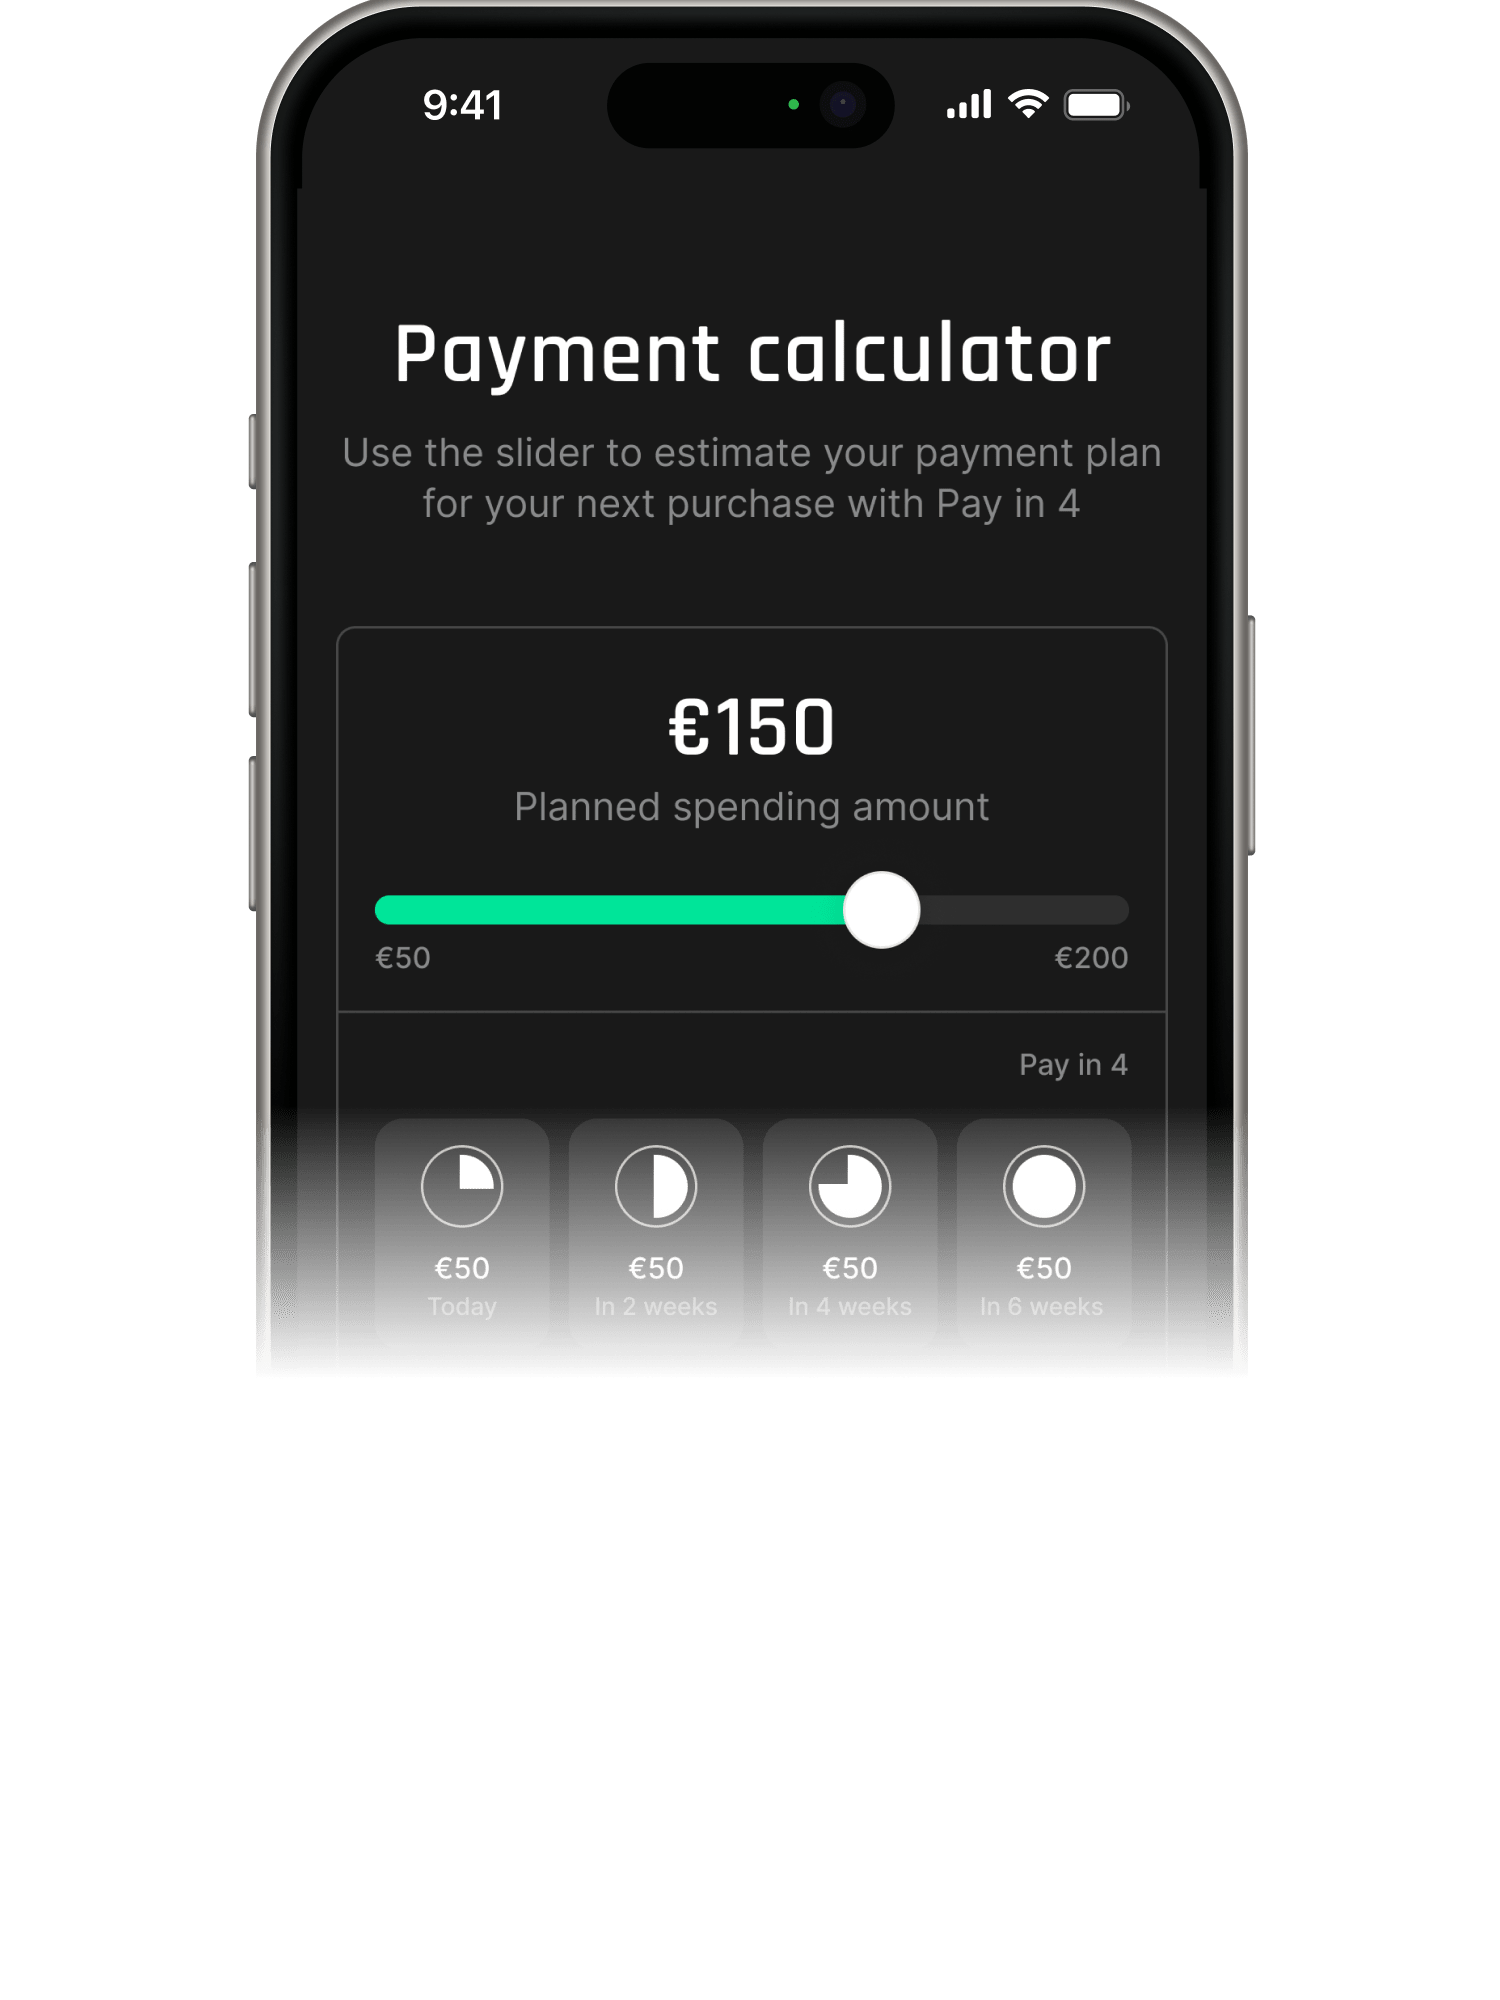 9:41
Payment calculator
Use the slider to estimate your payment plan
for your next purchase with Pay in 4
€150
Planned spending amount
€50
€200
Pay in 4
€50
Today
€50
In 2 weeks
€50
In 4 weeks
€50
In 6 weeks